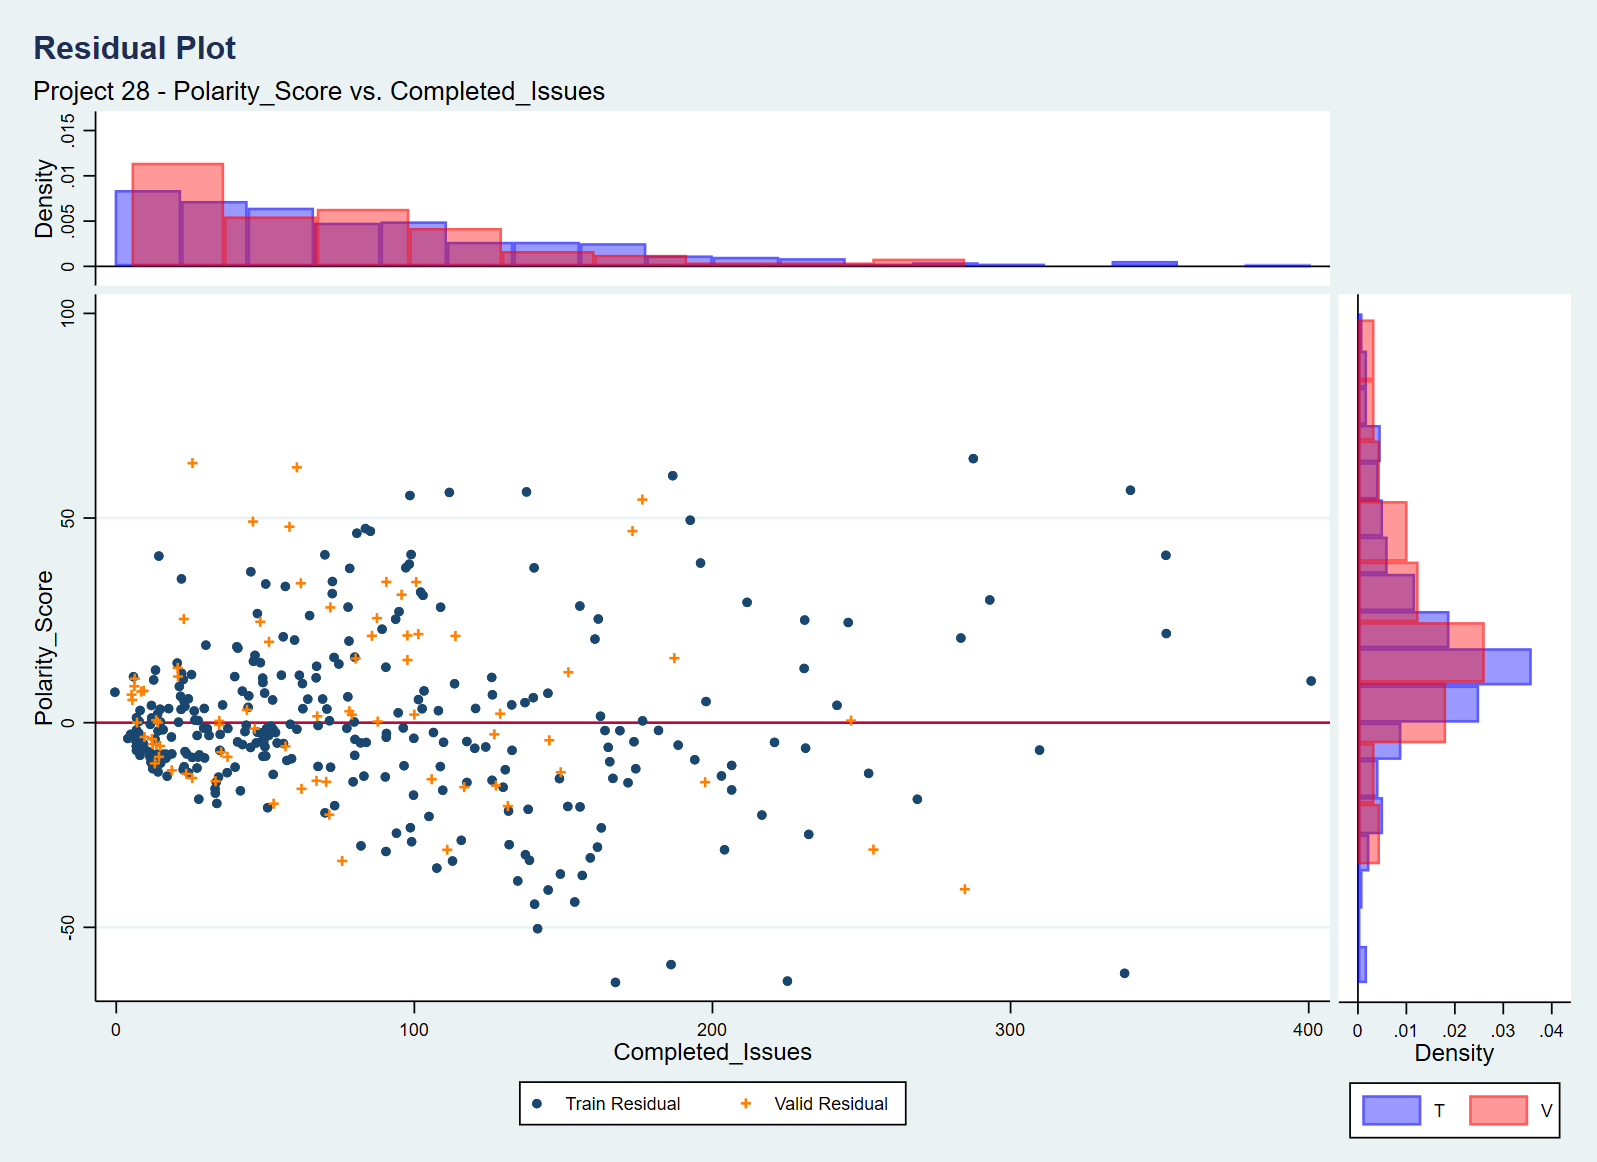 Residual Plot
Project 28 - Polarity_Score vs. Completed_Issues
Density
.015
.01
.005
0
Polarity_Score
100
50
0
-50
0 100 200 300 400
Completed_Issues
0 .01 .02 .03 .04
Density
Train Residual Valid Residual
T V